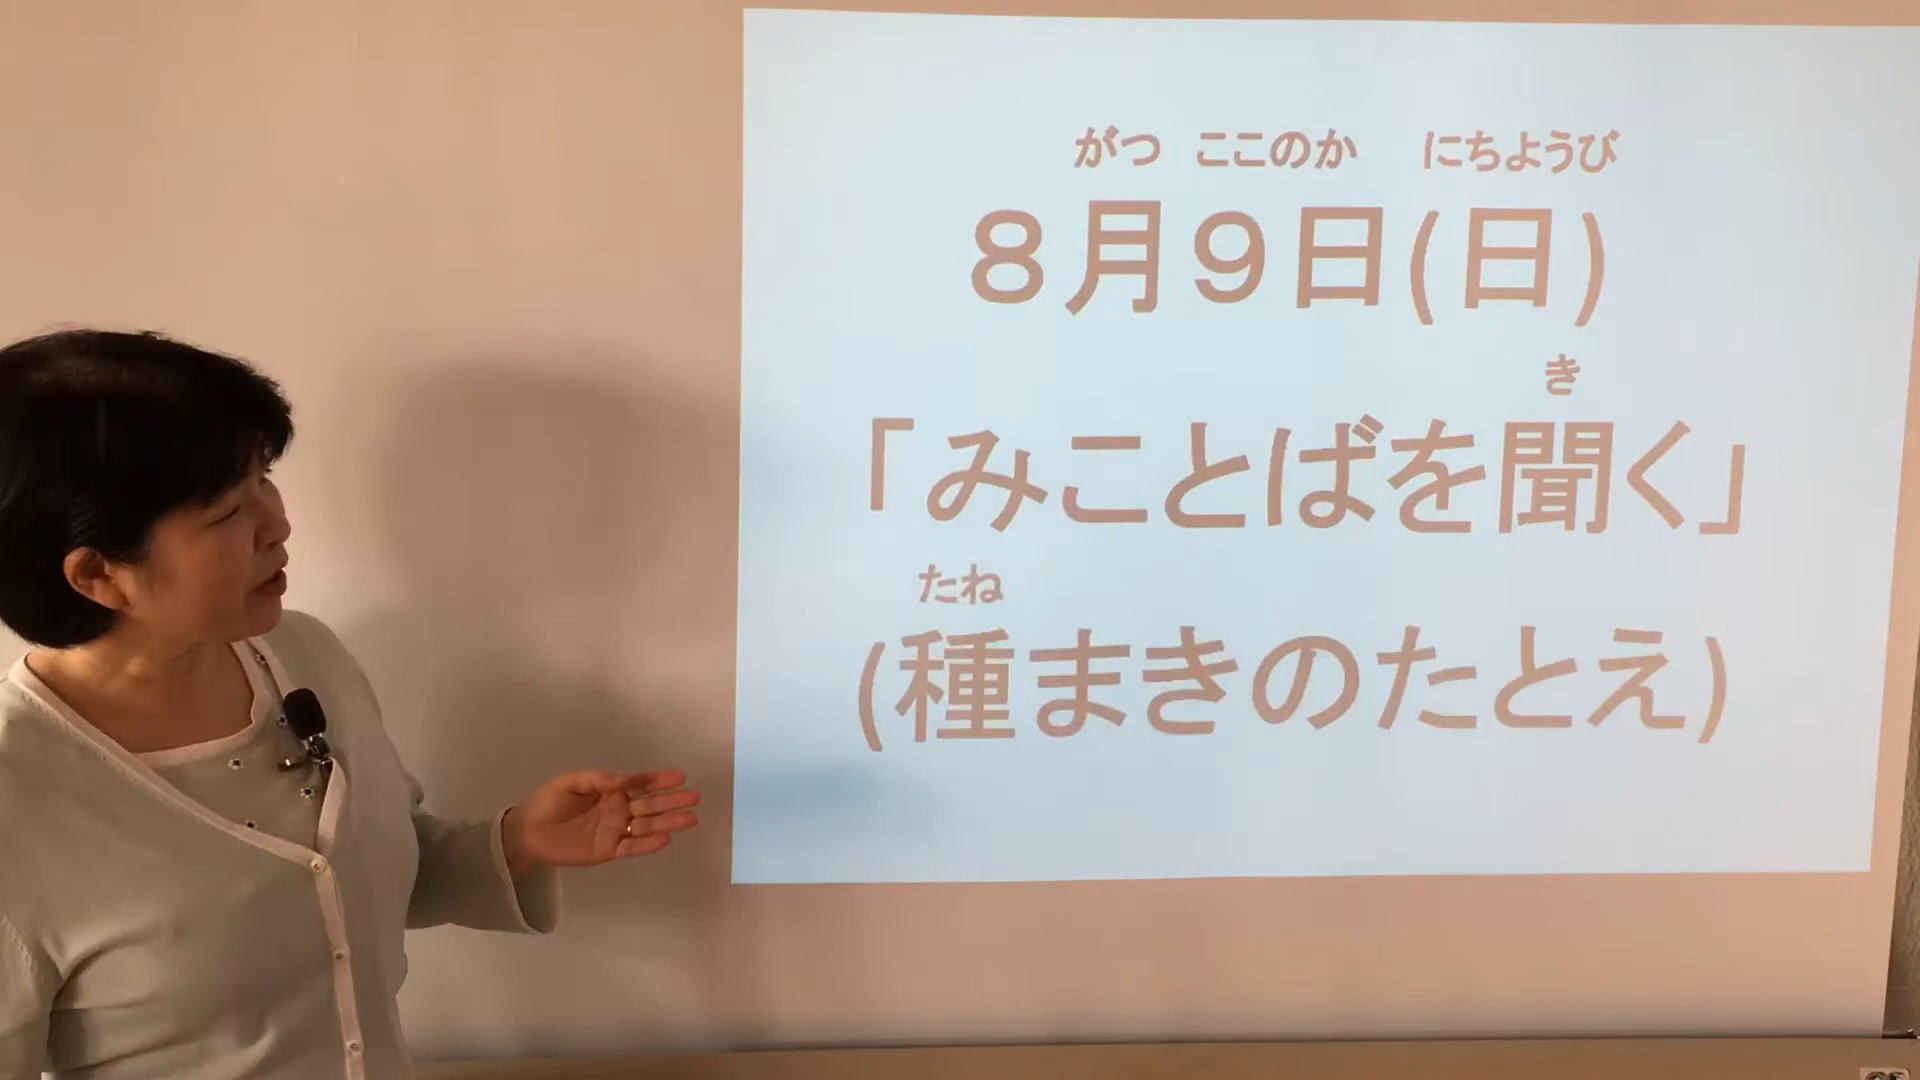 がつ ここのか にちようび
8月9日(日)
き
「みことばを聞く」
たね
(種まきのたとえ)